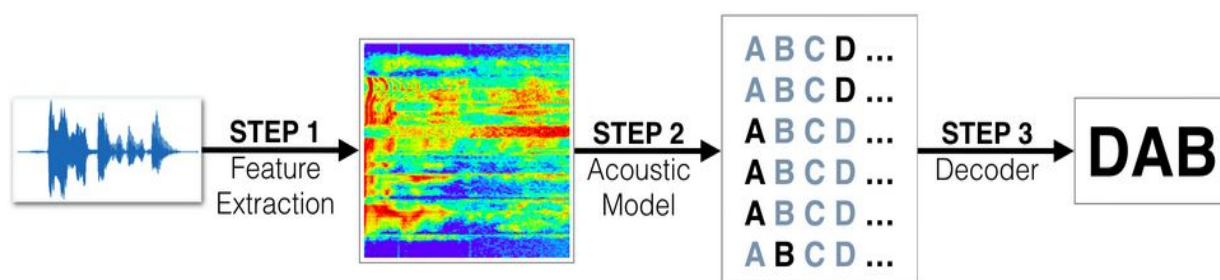 STEP 1
Feature
Extraction
STEP 2
Acoustic
Model
A B C D ...
A B C D ...
A B C D ...
A B C D ...
A B C D ...
A B C D ...
STEP 3
Decoder
DAB